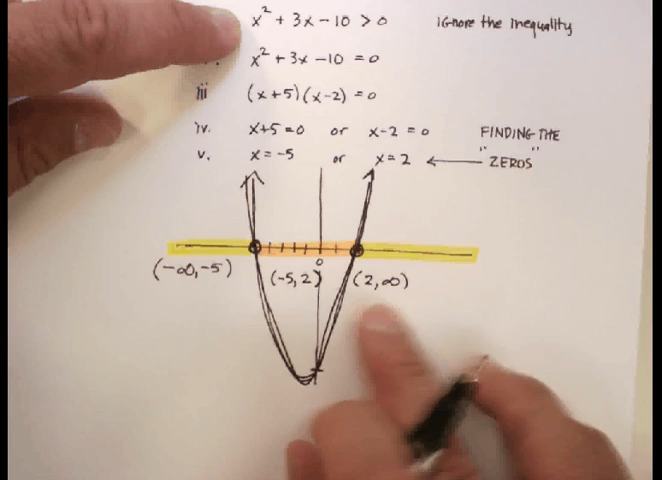 x² + 3x - 10 > 0 ignore the inequality
x² + 3x - 10 = 0
iii (x+5)(x-2) = 0
iv. x+5=0 or x-2=0 FINDING THE
v. x=-5 or x=2 ← "ZEROS"
0
(-∞,-5) (-5,2) (2,∞)